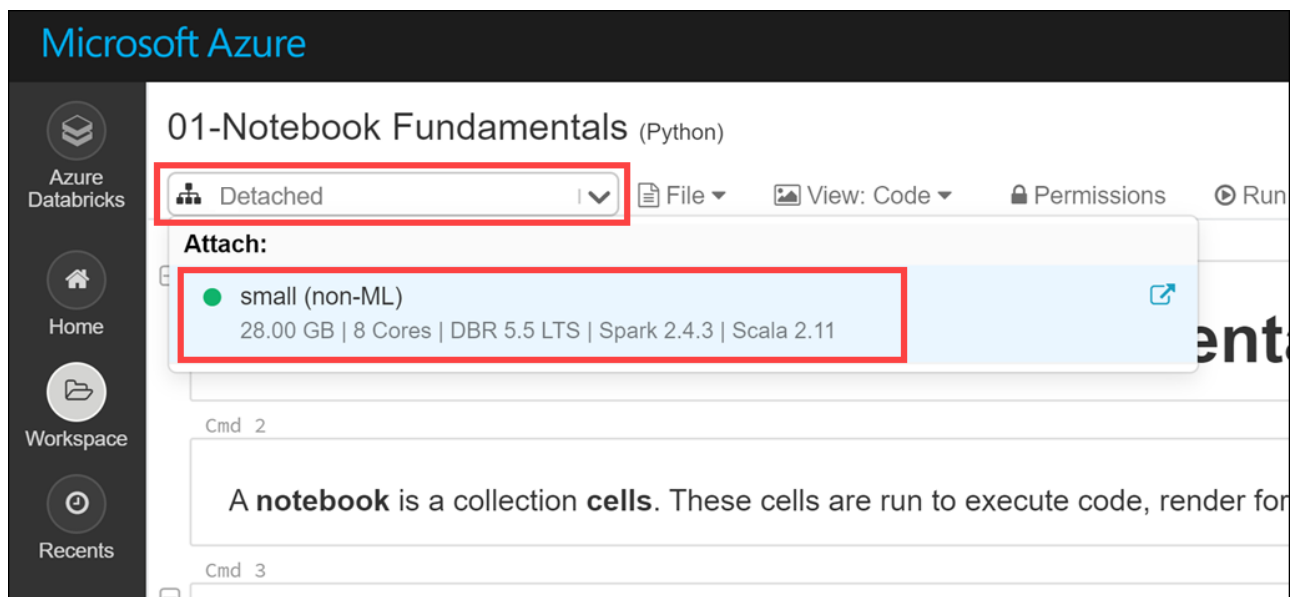 Microsoft Azure
01-Notebook Fundamentals (Python)
Azure
Databricks
Detached
File
View: Code
Permissions
Run
Attach:
small (non-ML)
28.00 GB | 8 Cores | DBR 5.5 LTS | Spark 2.4.3 | Scala 2.11
Home
Workspace
Cmd 2
A notebook is a collection cells. These cells are run to execute code, render for
Recents
Cmd 3